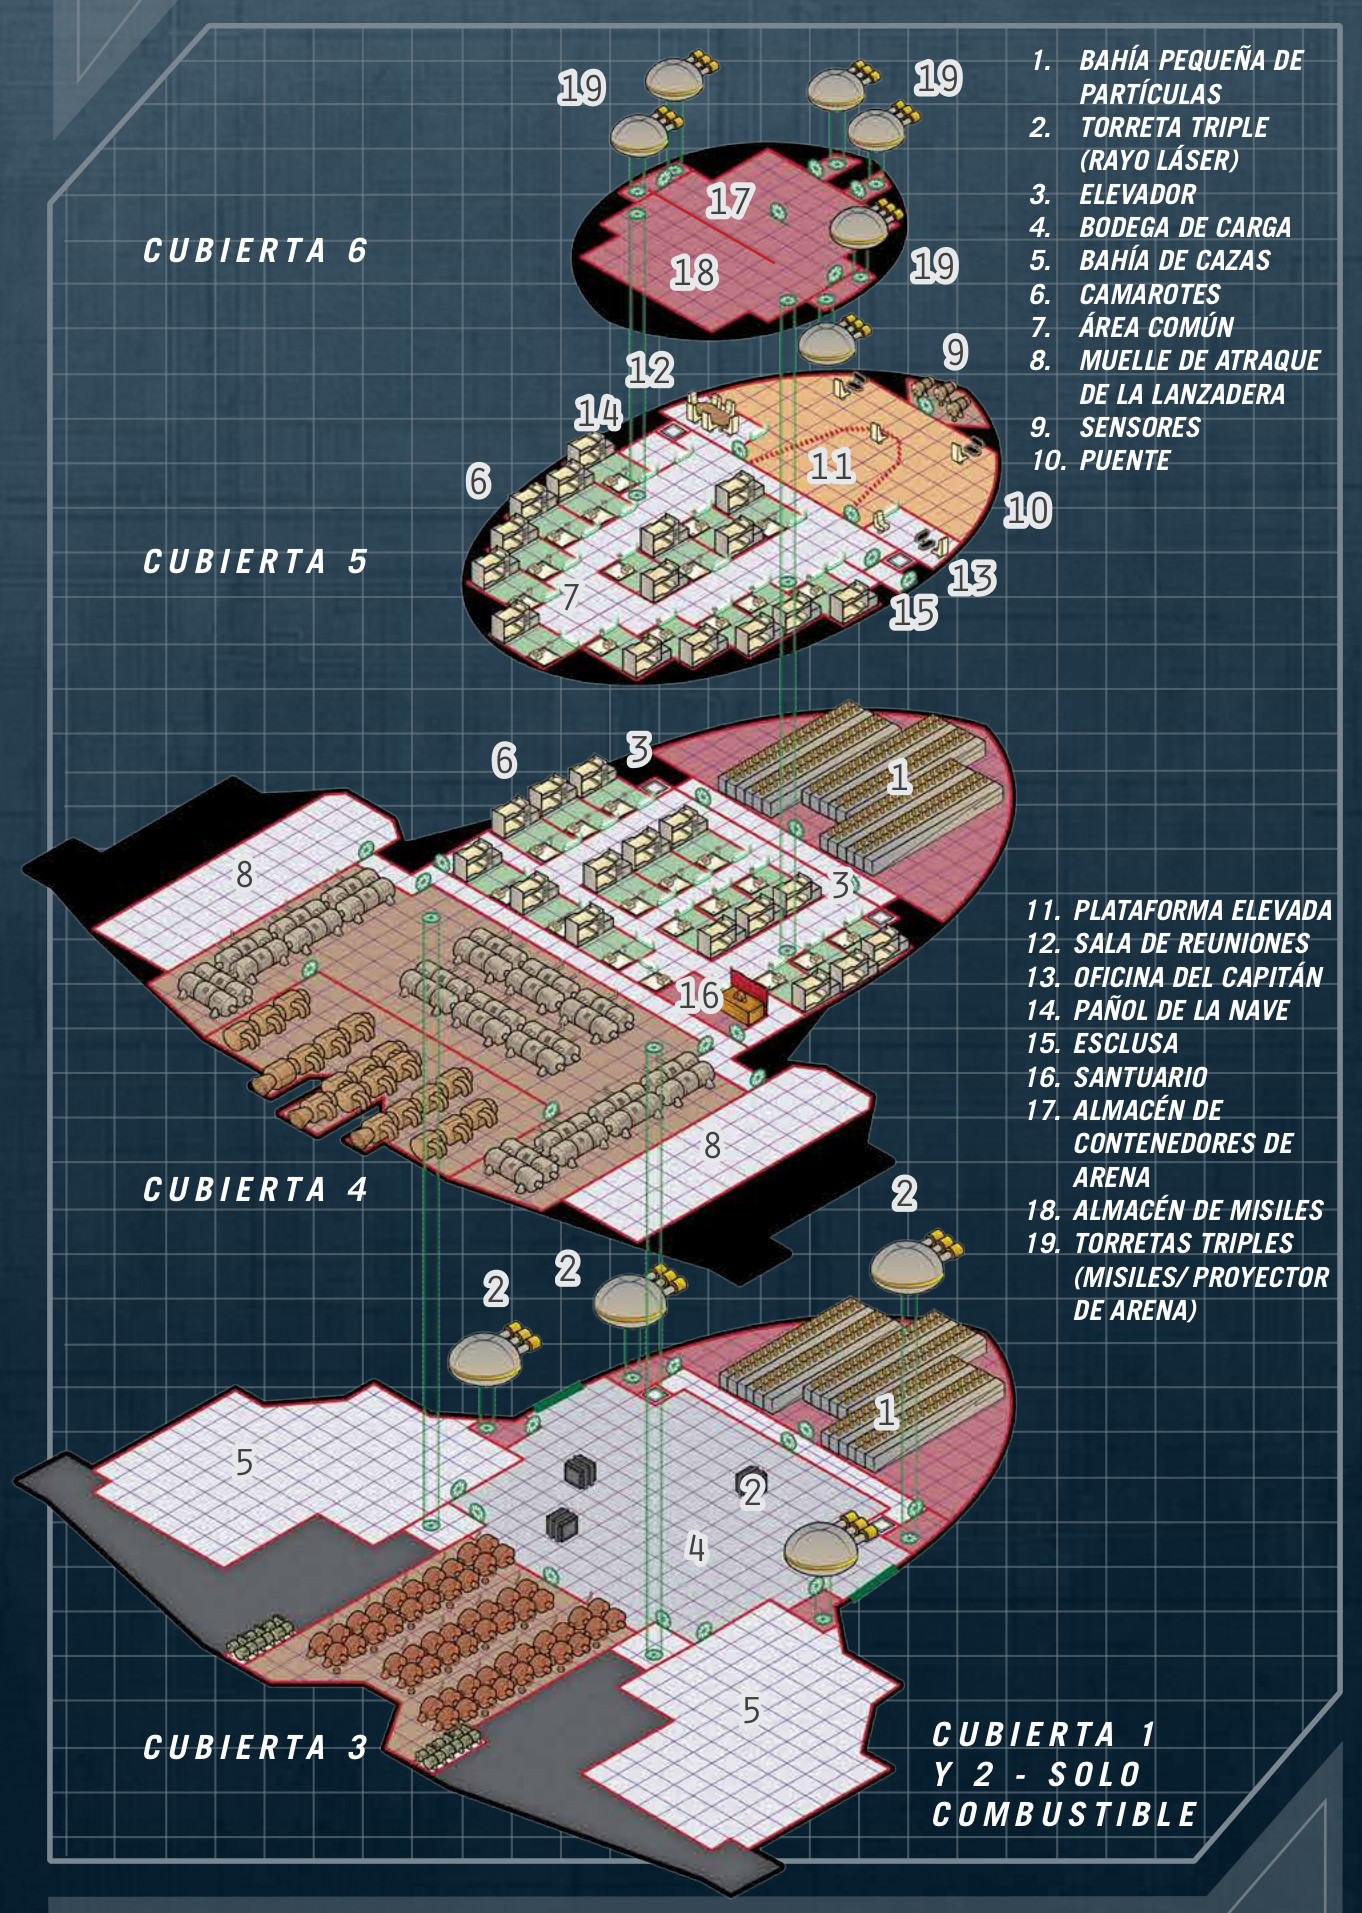 19
19
1. BAHÍA PEQUEÑA DE
PARTÍCULAS
2. TORRETA TRIPLE
(RAYO LÁSER)
3. ELEVADOR
4. BODEGA DE CARGA
5. BAHÍA DE CAZAS
6. CAMAROTES
7. ÁREA COMÚN
8. MUELLE DE ATRAQUE
DE LA LANZADERA
9. SENSORES
10. PUENTE
17
CUBIERTA 6
18
19
12
9
14
11
6
10
CUBIERTA 5
13
7
15
3
6
1
8
3
16
8
CUBIERTA 4
11. PLATAFORMA ELEVADA
12. SALA DE REUNIONES
13. OFICINA DEL CAPITÁN
14. PAÑOL DE LA NAVE
15. ESCLUSA
16. SANTUARIO
17. ALMACÉN DE
CONTENEDORES DE
ARENA
18. ALMACÉN DE MISILES
19. TORRETAS TRIPLES
(MISILES/ PROYECTOR
DE ARENA)
2
2
2
1
5
2
4
5
CUBIERTA 3
CUBIERTA 1
Y 2 - SOLO
COMBUSTIBLE